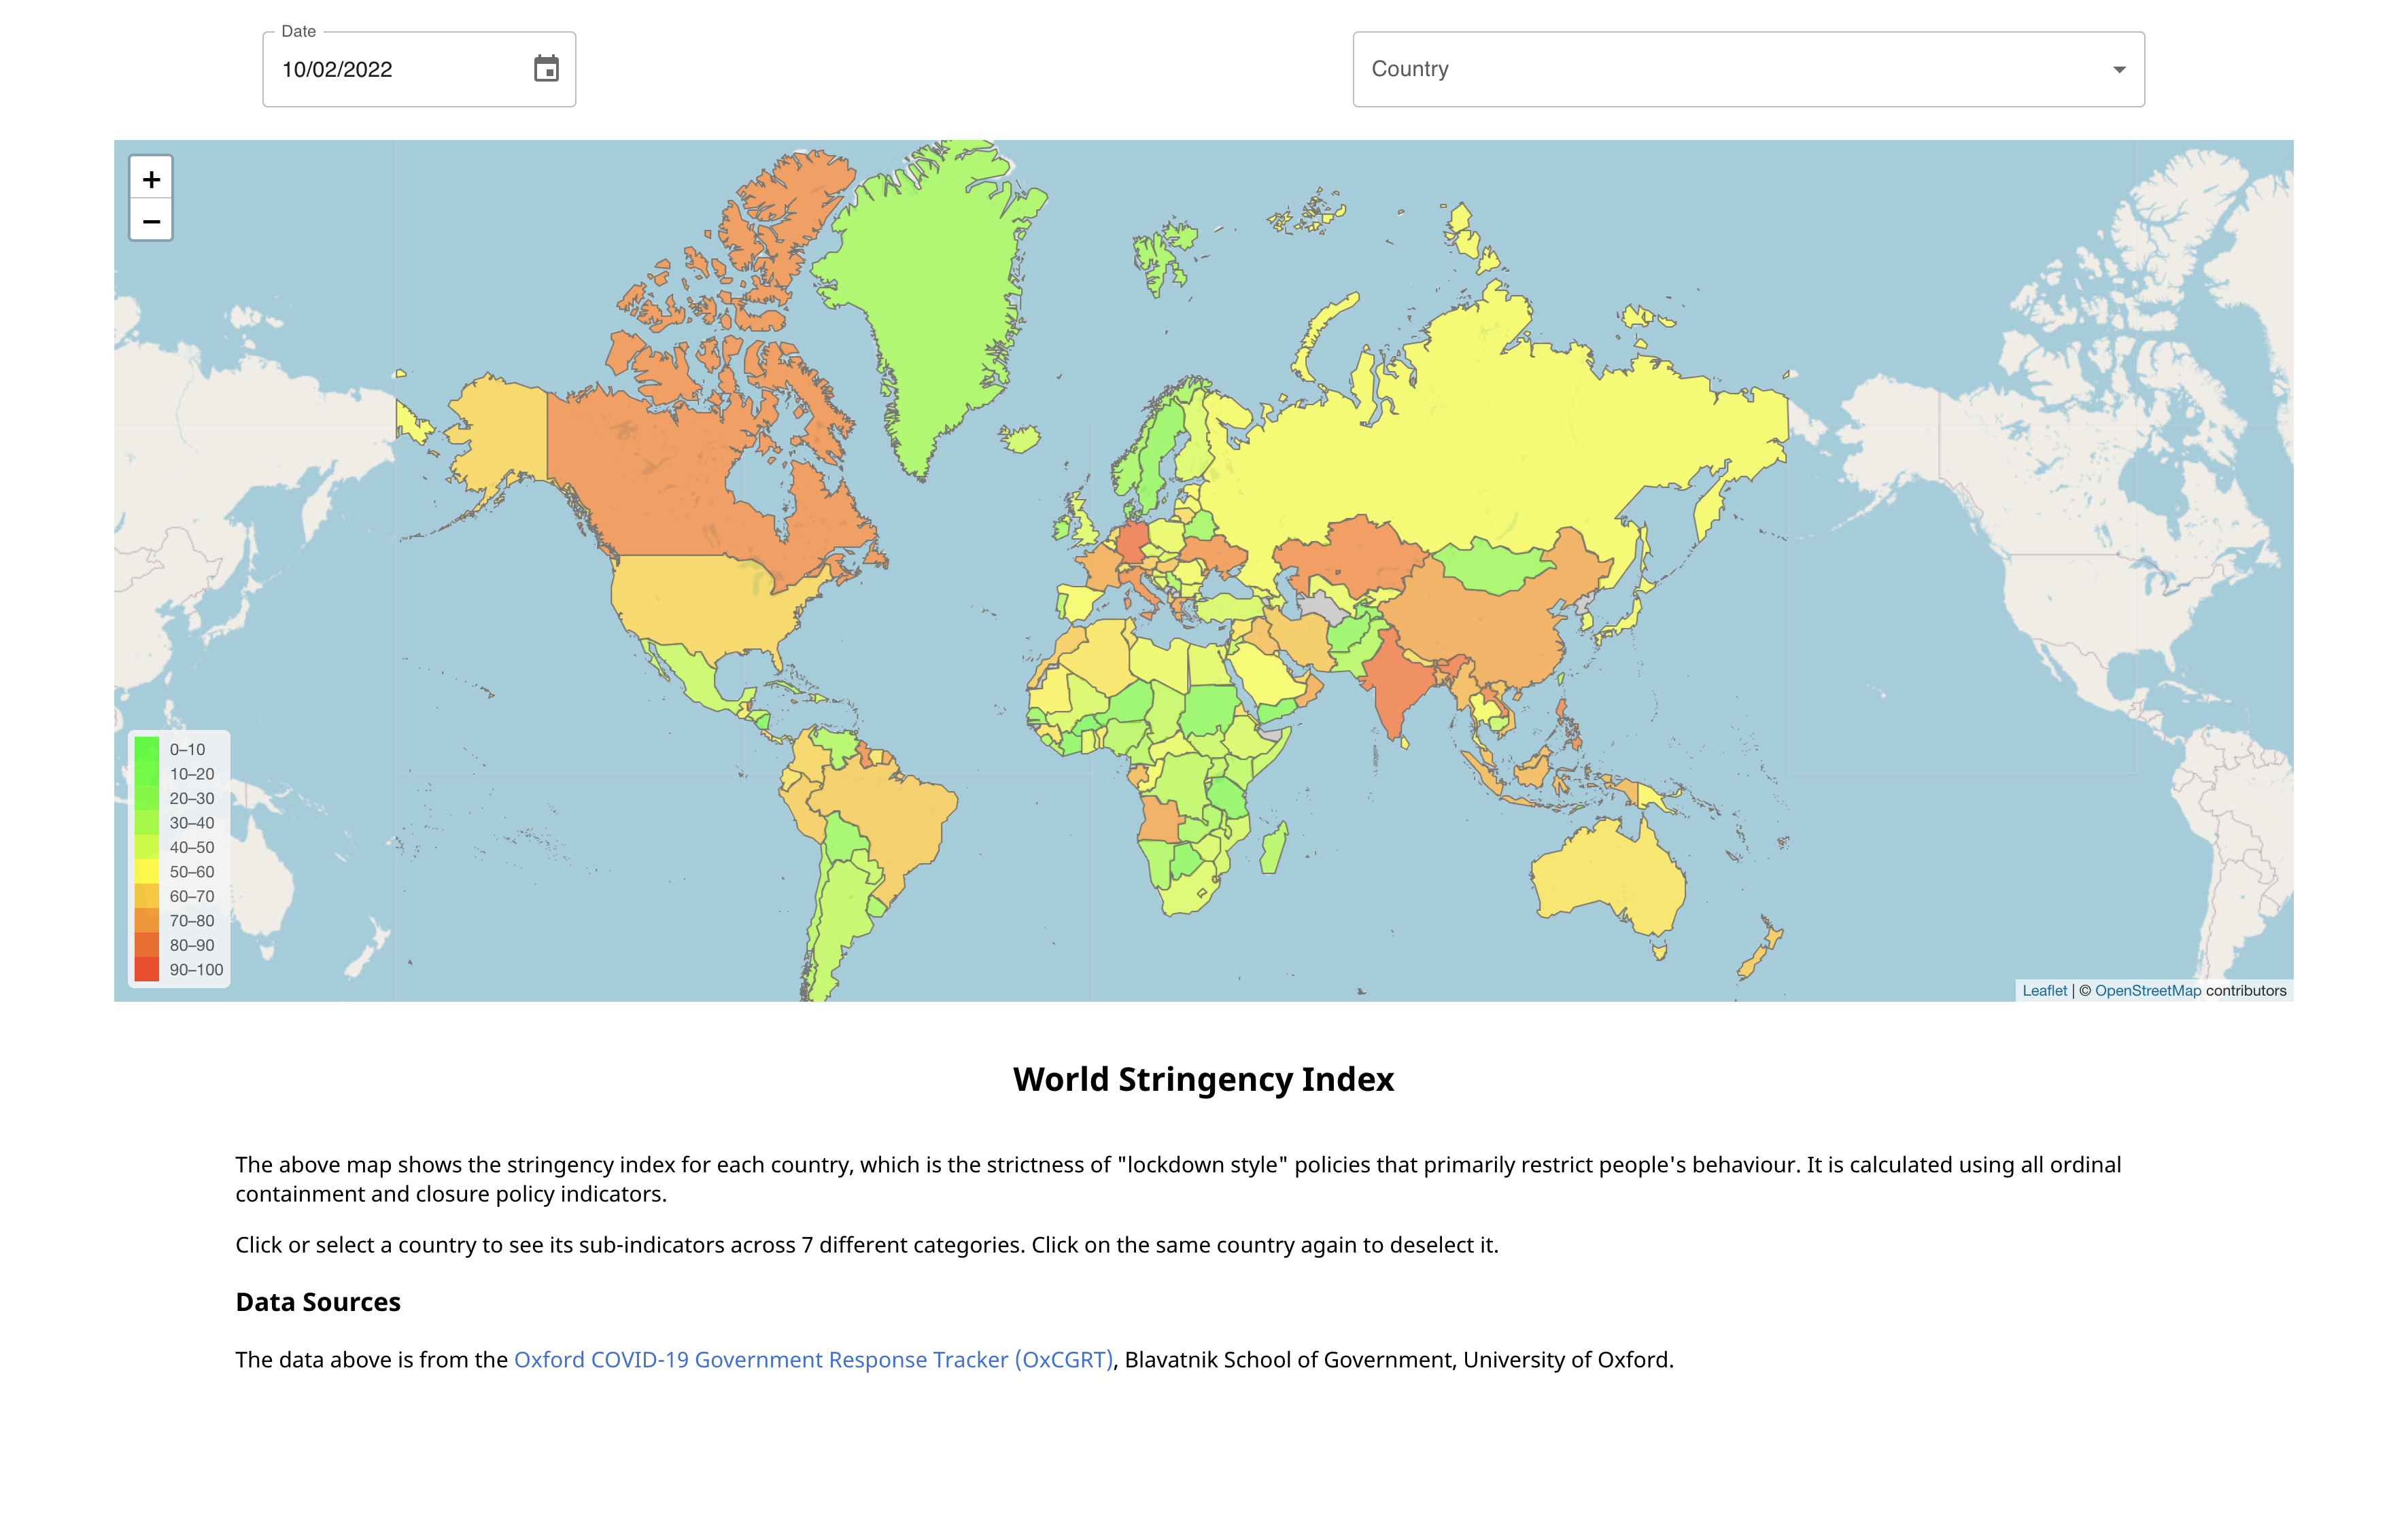 Date
10/02/2022
Country
+
−
0–10
10–20
20–30
30–40
40–50
50–60
60–70
70–80
80–90
90–100
Leaflet | © OpenStreetMap contributors
World Stringency Index
The above map shows the stringency index for each country, which is the strictness of "lockdown style" policies that primarily restrict people's behaviour. It is calculated using all ordinal
containment and closure policy indicators.
Click or select a country to see its sub-indicators across 7 different categories. Click on the same country again to deselect it.
Data Sources
The data above is from the Oxford COVID-19 Government Response Tracker (OxCGRT), Blavatnik School of Government, University of Oxford.